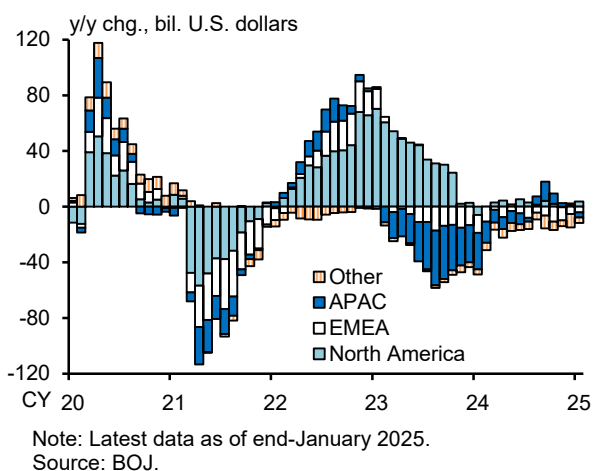 y/y chg., bil. U.S. dollars
120
80
40
0
-40
-80
-120
Other
APAC
EMEA
North America
CY 20 21 22 23 24 25
Note: Latest data as of end-January 2025.
Source: BOJ.